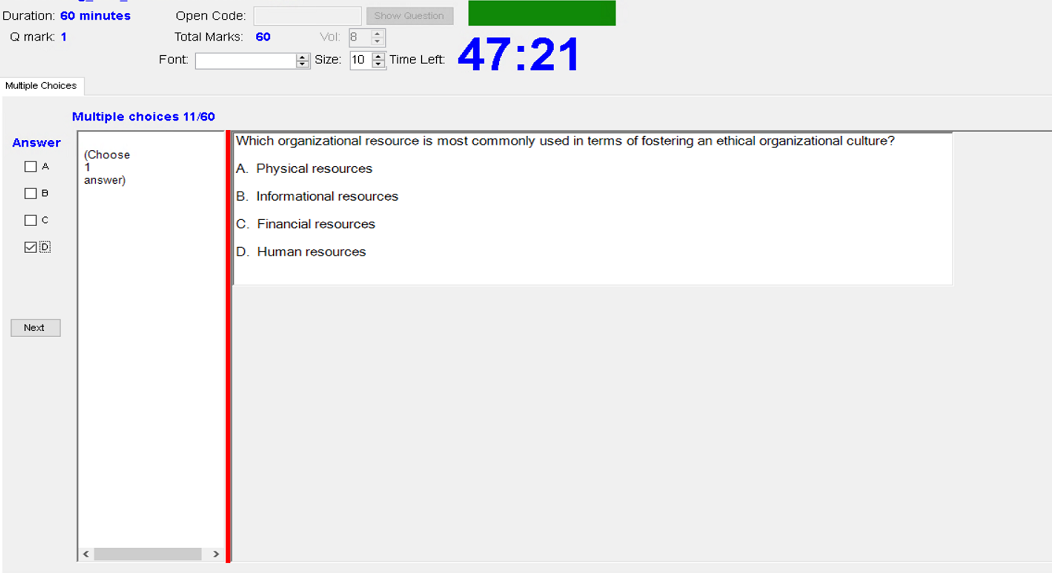 Duration: 60 minutes
Open Code:
Show Question
Q mark: 1
Total Marks: 60
Vol: 8
Font:
Size: 10
Time Left: 47:21
Multiple Choices
Multiple choices 11/60
Answer
A
B
C
D
Next
(Choose
1
answer)
Which organizational resource is most commonly used in terms of fostering an ethical organizational culture?
A. Physical resources
B. Informational resources
C. Financial resources
D. Human resources